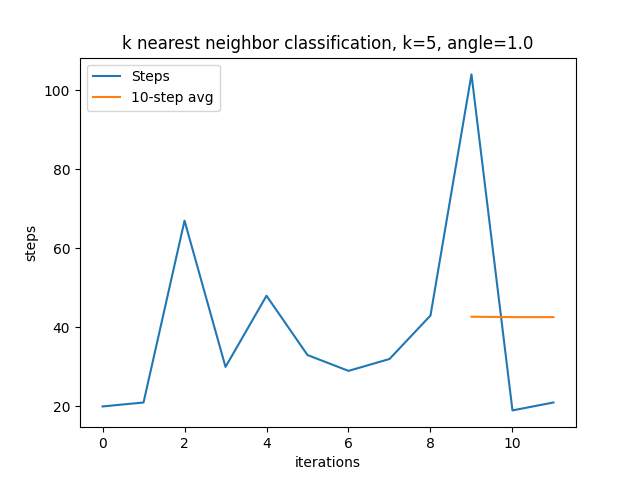 k nearest neighbor classification, k=5, angle=1.0
Steps
10-step avg
100
80
60
40
20
steps
0 2 4 6 8 10
iterations